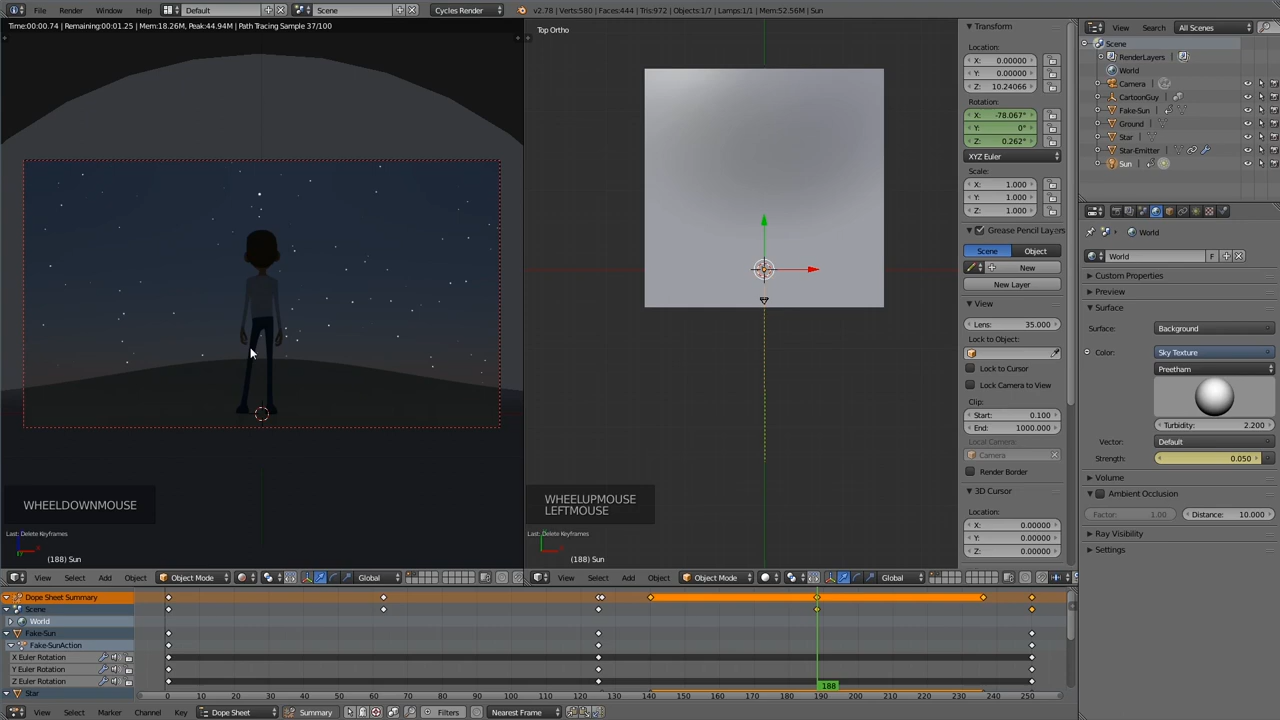 File Render Window Help Default Scene Cycles Render v2.78 | Verts:580 | Faces:444 | Tris:972 | Objects:1/7 | Lamps:1/1 | Mem:52.56M | Sun
Time:00:00.74 | Remaining:00:01.25 | Mem:18.26M, Peak:44.94M | Path Tracing Sample 37/100
Top Ortho
WHEELDOWNMOUSE
Last: Delete Keyframes
(188) Sun
WHEELUPMOUSE
LEFTMOUSE
Last: Delete Keyframes
(188) Sun
Transform
Location:
X: 0.00000
Y: 0.00000
Z: 10.24066
Rotation:
X: -78.067°
Y: 0°
Z: 0.262°
XYZ Euler
Scale:
X: 1.000
Y: 1.000
Z: 1.000
Grease Pencil Layers
Scene Object
New
New Layer
View
Lens: 35.000
Lock to Object:
Lock to Cursor
Lock Camera to View
Clip:
Start: 0.100
End: 1000.000
Local Camera:
Camera
Render Border
3D Cursor
Location:
X: 0.00000
Y: 0.00000
Z: 0.00000
View Search All Scenes
Scene
RenderLayers
World
Camera
CartoonGuy
Fake-Sun
Ground
Star
Star-Emitter
Sun
World
World F
Custom Properties
Preview
Surface
Surface: Background
Color: Sky Texture
Preetham
Turbidity: 2.200
Vector: Default
Strength: 0.050
Volume
Ambient Occlusion
Factor: 1.00 Distance: 10.000
Ray Visibility
Settings
View Select Add Object Object Mode Global
View Select Add Object Object Mode Global
Dope Sheet Summary
Scene
World
Fake-Sun
Fake-SunAction
X Euler Rotation
Y Euler Rotation
Z Euler Rotation
Star
188
0 10 20 30 40 50 60 70 80 90 100 110 120 130 140 150 160 170 180 190 200 210 220 230 240 250
View Select Marker Channel Key Dope Sheet Summary Filters Nearest Frame